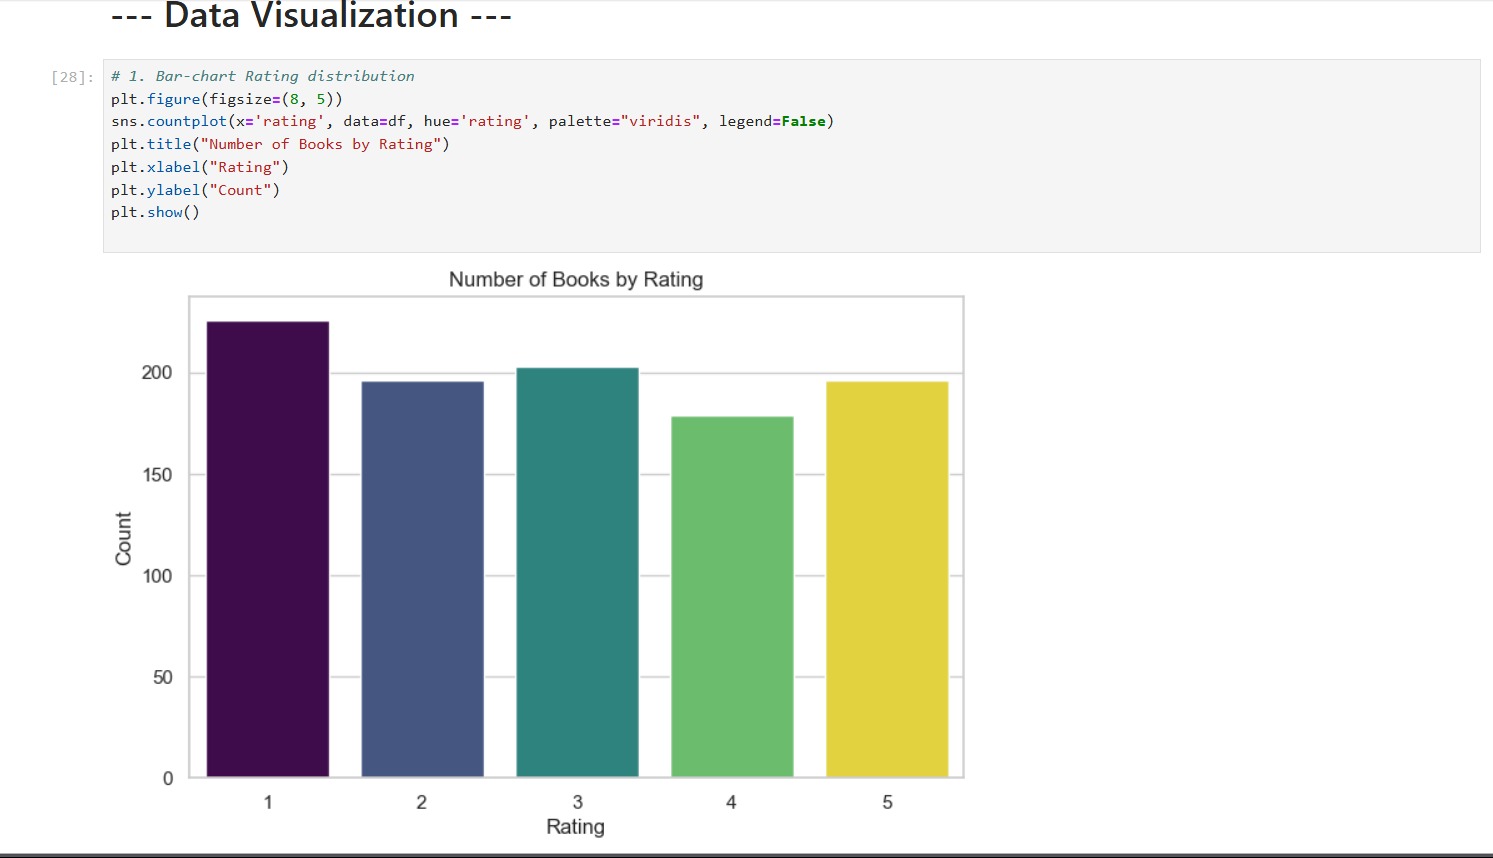 --- Data Visualization ---
[28]:
# 1. Bar-chart Rating distribution
plt.figure(figsize=(8, 5))
sns.countplot(x='rating', data=df, hue='rating', palette="viridis", legend=False)
plt.title("Number of Books by Rating")
plt.xlabel("Rating")
plt.ylabel("Count")
plt.show()
Number of Books by Rating
200
150
100
50
0
Count
1 2 3 4 5
Rating